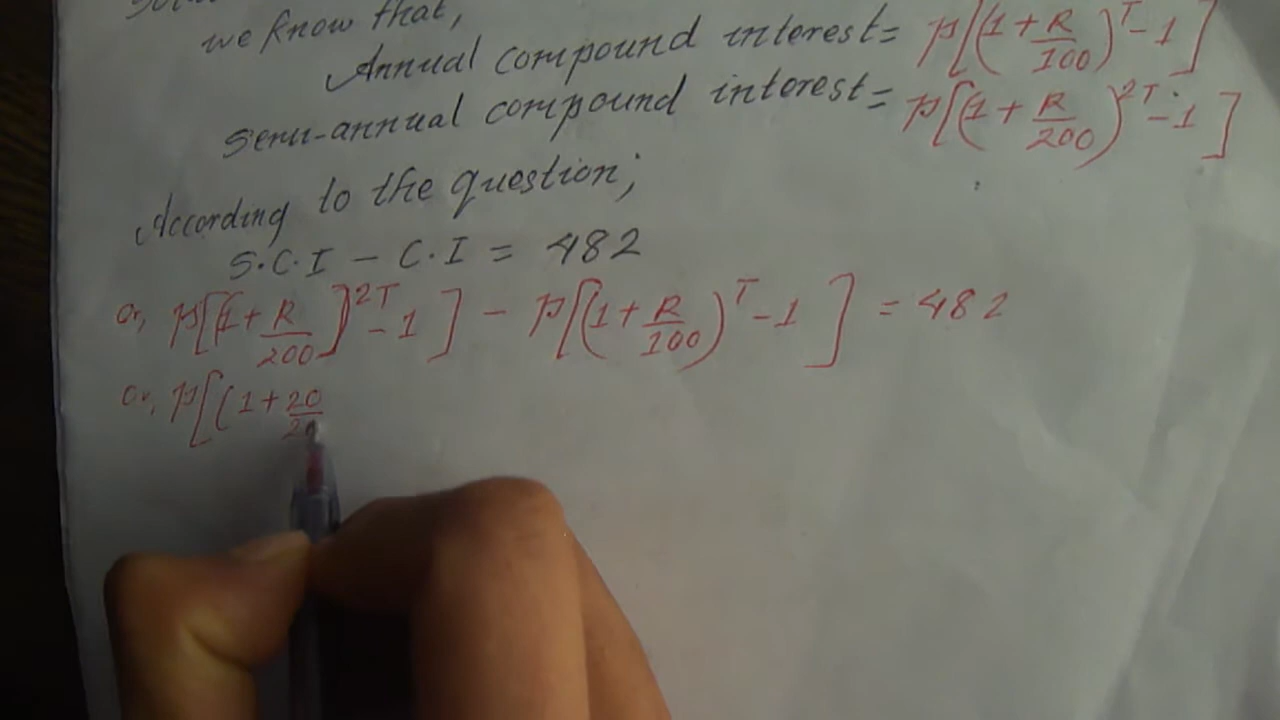 we know that,
Annual compound interest = P[(1+R/100)^T-1]
semi-annual compound interest = P[(1+R/200)^2T-1]
According to the question;
S.C.I - C.I = 482
Or, P[(1+R/200)^2T-1] - P[(1+R/100)^T-1] = 482
Or, P[(1+20/20